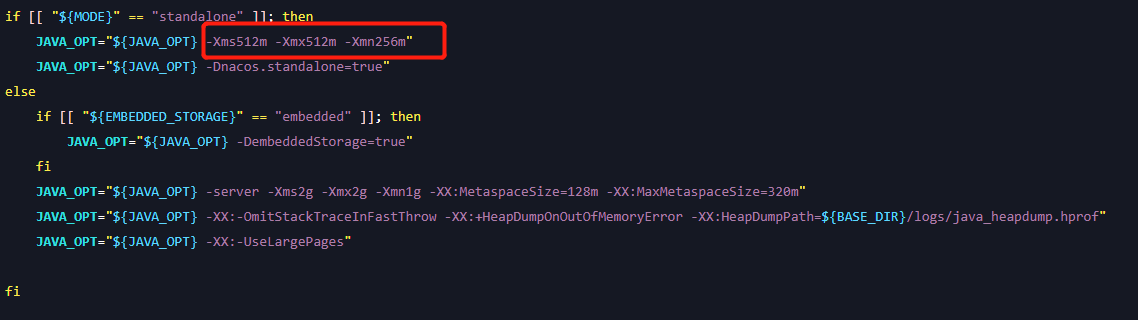 if [[ "${MODE}" == "standalone" ]]; then
    JAVA_OPT="${JAVA_OPT} -Xms512m -Xmx512m -Xmn256m"
    JAVA_OPT="${JAVA_OPT} -Dnacos.standalone=true"
else
    if [[ "${EMBEDDED_STORAGE}" == "embedded" ]]; then
        JAVA_OPT="${JAVA_OPT} -DembeddedStorage=true"
    fi
    JAVA_OPT="${JAVA_OPT} -server -Xms2g -Xmx2g -Xmn1g -XX:MetaspaceSize=128m -XX:MaxMetaspaceSize=320m"
    JAVA_OPT="${JAVA_OPT} -XX:-OmitStackTraceInFastThrow -XX:+HeapDumpOnOutOfMemoryError -XX:HeapDumpPath=${BASE_DIR}/logs/java_heapdump.hprof"
    JAVA_OPT="${JAVA_OPT} -XX:-UseLargePages"
fi